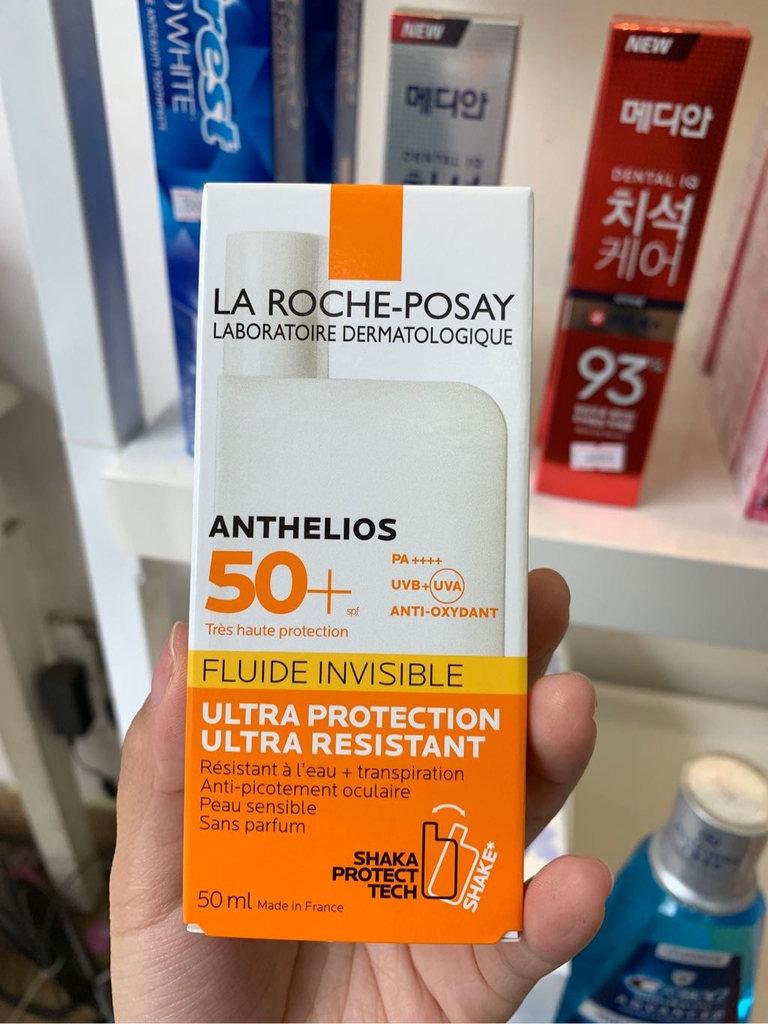 LA ROCHE-POSAY
LABORATOIRE DERMATOLOGIQUE
ANTHELIOS
50+
spf
Très haute protection
PA ++++
UVB+UVA
ANTI-OXYDANT
FLUIDE INVISIBLE
ULTRA PROTECTION
ULTRA RESISTANT
Résistant à l'eau + transpiration
Anti-picotement oculaire
Peau sensible
Sans parfum
SHAKA
PROTECT
TECH
SHAKE*
50 ml Made in France
NEW
메디안
DENTAL IQ
NEW
메디안
DENTAL IQ
치석
케어
93%